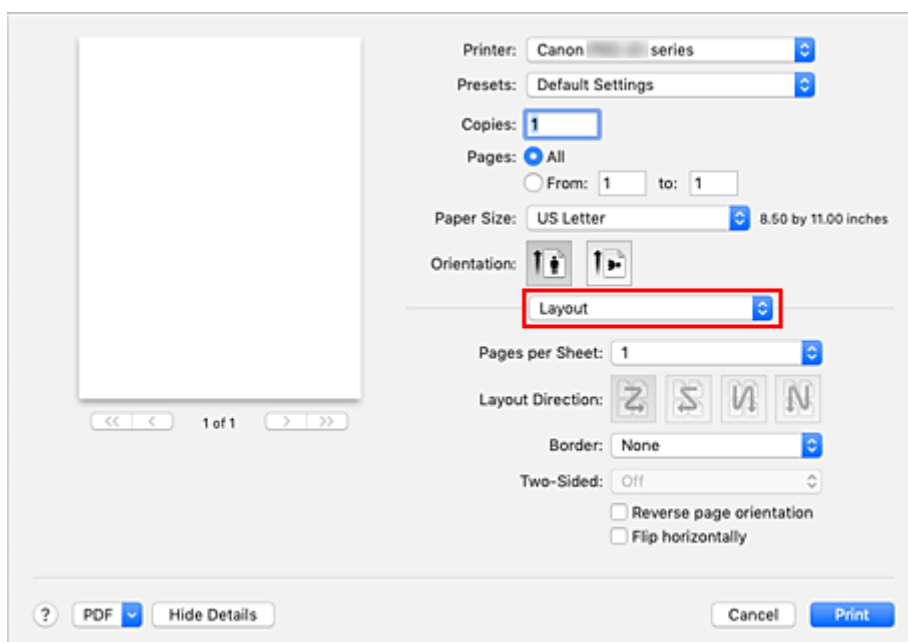 Printer: Canon series
Presets: Default Settings
Copies: 1
Pages: All
From: 1 to: 1
Paper Size: US Letter 8.50 by 11.00 inches
Orientation:
Layout
Pages per Sheet: 1
Layout Direction:
1 of 1
Border: None
Two-Sided: Off
Reverse page orientation
Flip horizontally
? PDF Hide Details Cancel Print